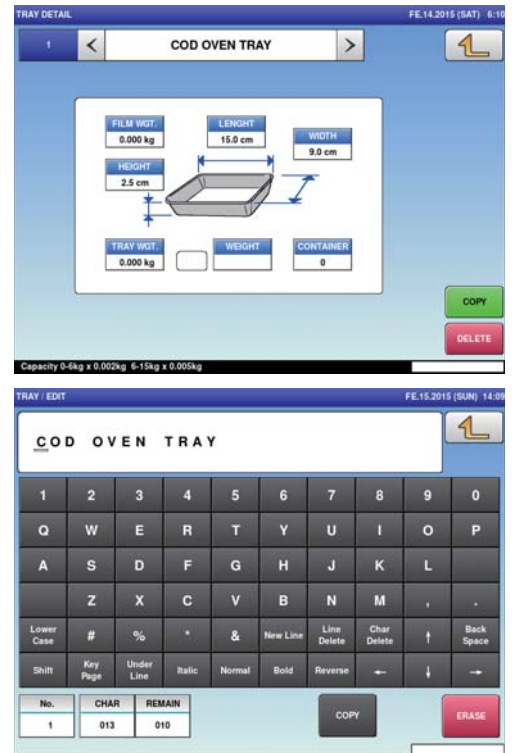 TRAY DETAIL FE.14.2015 (SAT) 6:10
1 < COD OVEN TRAY >
FILM WGT. LENGHT
0.000 kg 15.0 cm WIDTH
9.0 cm
HEIGHT
2.5 cm
TRAY WGT. WEIGHT CONTAINER
0.000 kg 0
COPY
DELETE
Capacity 0-6kg x 0.002kg 6-15kg x 0.005kg
TRAY / EDIT FE.15.2015 (SUN) 14:09
COD OVEN TRAY
1 2 3 4 5 6 7 8 9 0
Q W E R T Y U I O P
A S D F G H J K L
Z X C V B N M , .
Lower Case # % * & New Line Line Delete Char Delete ↑ Back Space
Shift Key Page Under Line Italic Normal Bold Reverse ← ↓ →
No. CHAR REMAIN
1 013 010 COPY ERASE